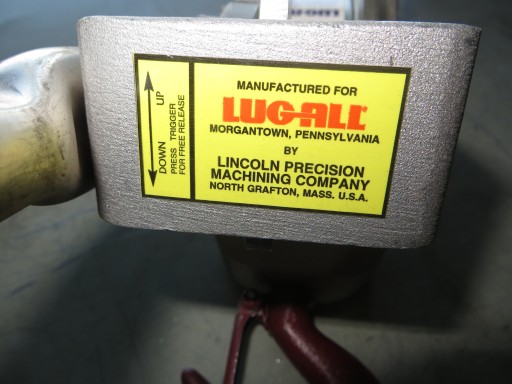 MANUFACTURED FOR
LUG-ALL
MORGANTOWN, PENNSYLVANIA
BY
LINCOLN PRECISION
MACHINING COMPANY
NORTH GRAFTON, MASS. U.S.A.
DOWN UP
PRESS TRIGGER
FOR FREE RELEASE